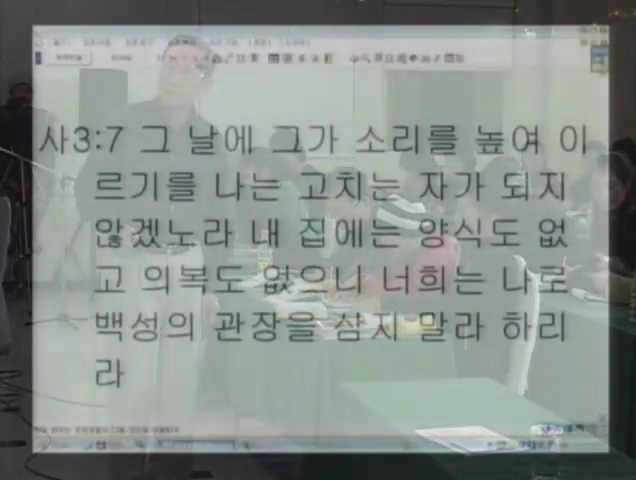 사3:7 그 날에 그가 소리를 높여 이
르기를 나는 고치는 자가 되지
않겠노라 내 집에는 양식도 없
고 의복도 없으니 너희는 나로
백성의 관장을 삼지 말라 하리
라